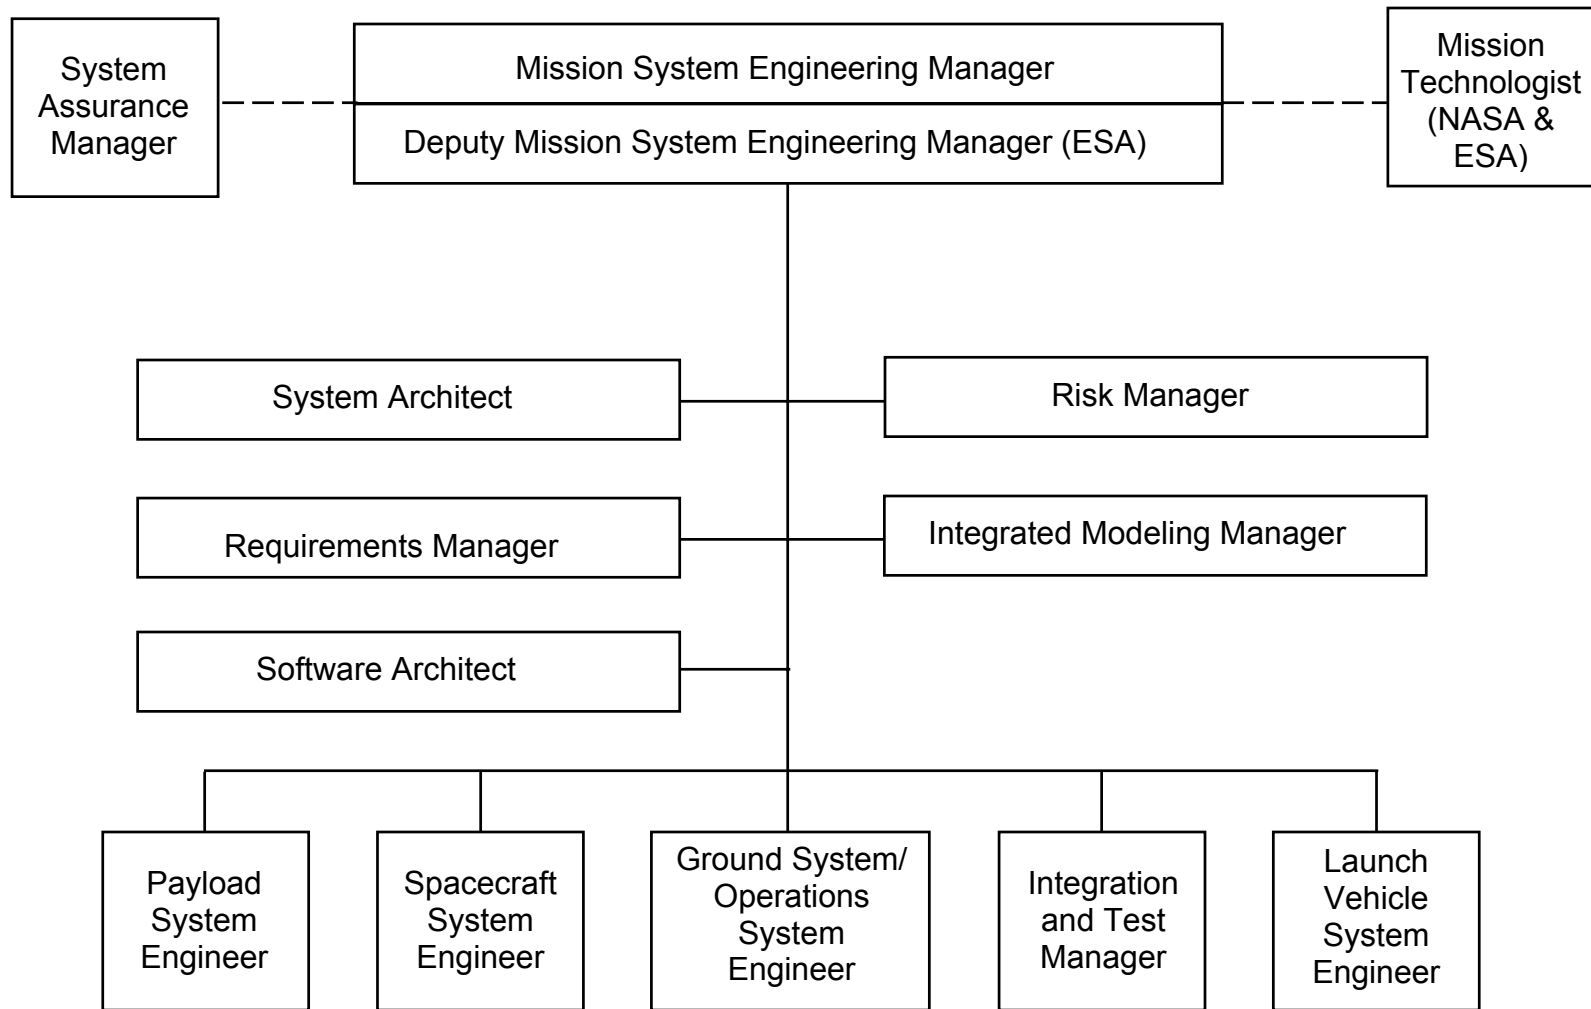 System
Assurance
Manager
Mission System Engineering Manager
Deputy Mission System Engineering Manager (ESA)
Mission
Technologist
(NASA &
ESA)
System Architect
Risk Manager
Requirements Manager
Integrated Modeling Manager
Software Architect
Payload
System
Engineer
Spacecraft
System
Engineer
Ground System/
Operations
System
Engineer
Integration
and Test
Manager
Launch
Vehicle
System
Engineer